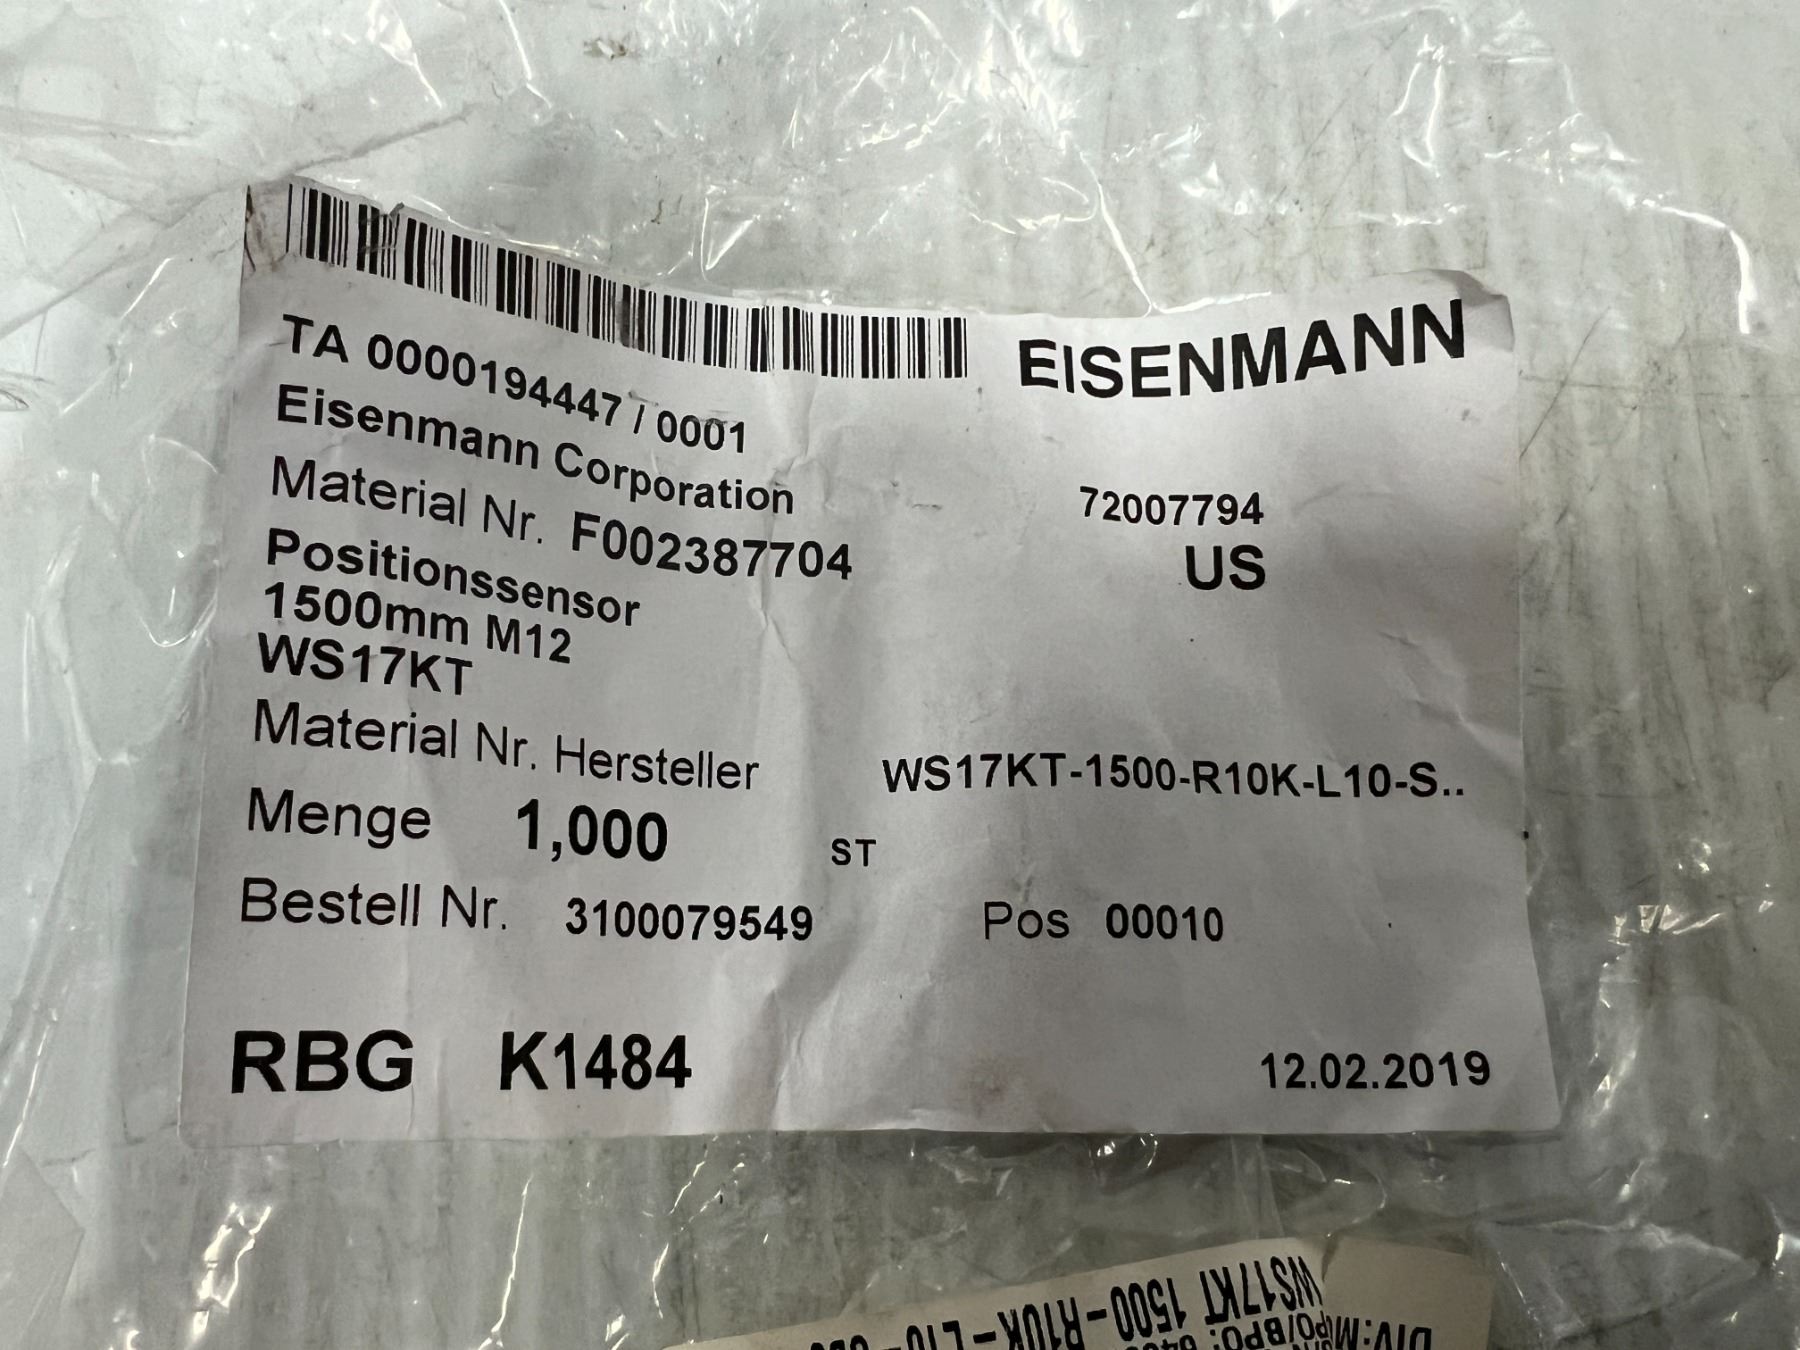 EISENMANN
TA 0000194447 / 0001
Eisenmann Corporation
72007794
Material Nr. F002387704
US
Positionssensor
1500mm M12
WS17KT
Material Nr. Hersteller WS17KT-1500-R10K-L10-S..
Menge 1,000 ST
Bestell Nr. 3100079549 Pos 00010
RBG K1484 12.02.2019
WS17KT 1500-R10K-L10-